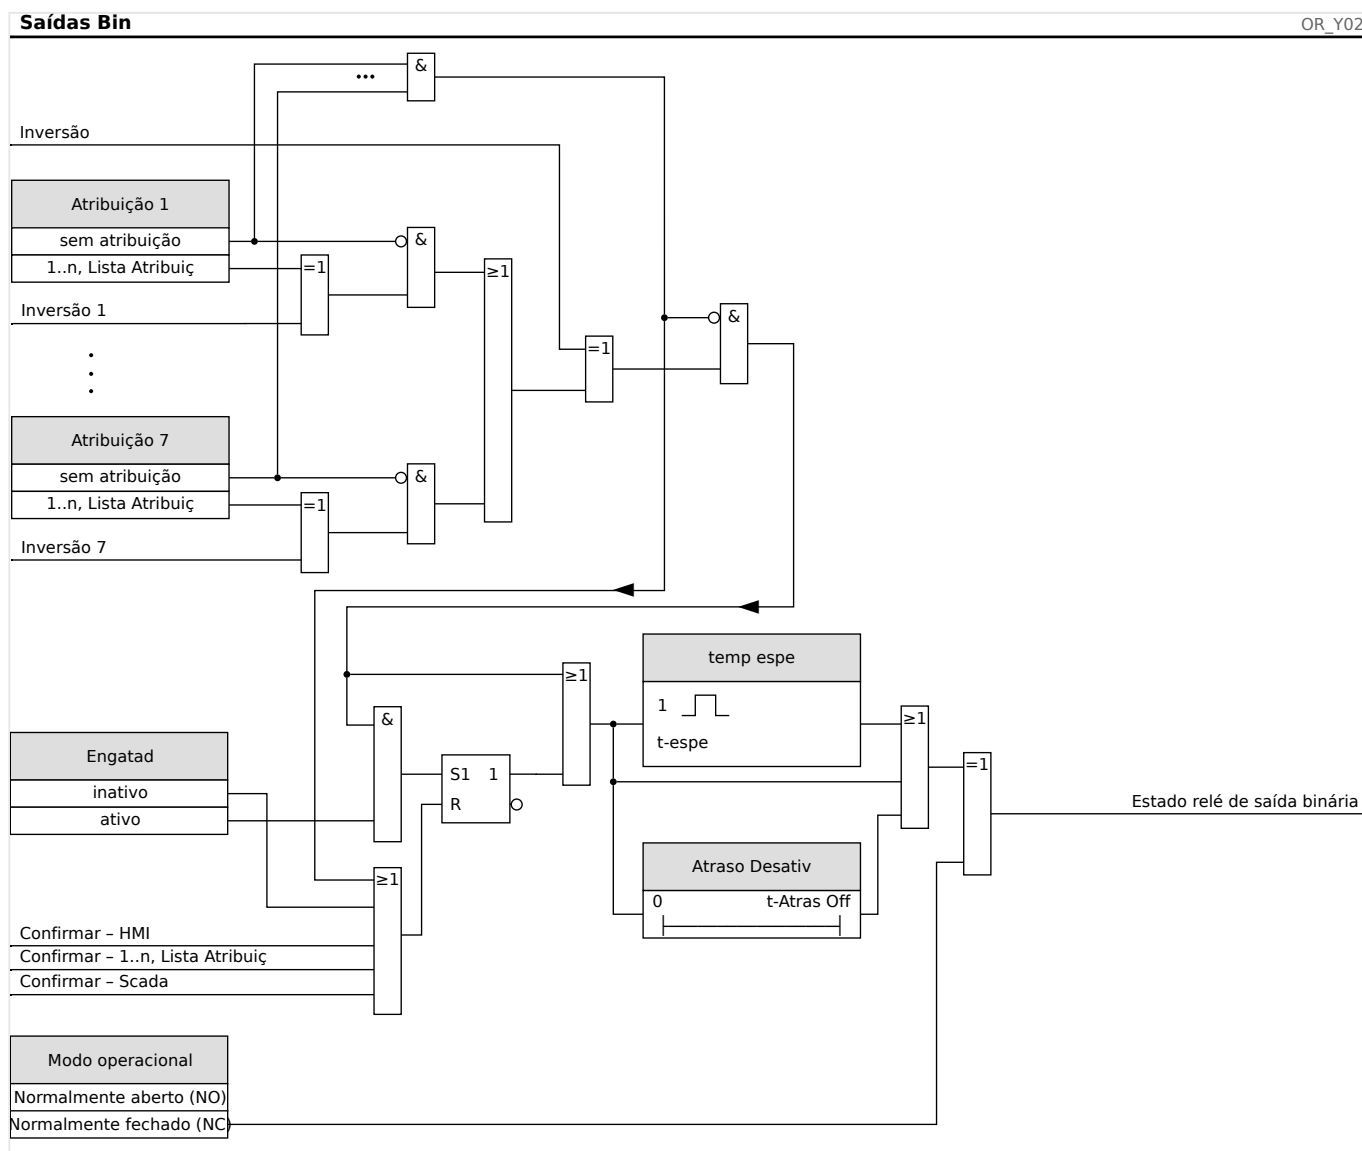 Saídas Bin
OR_Y02
&
...
Inversão
Atribuição 1
sem atribuição
1..n, Lista Atribuiç
=1
&
≥1
Inversão 1
=1
&
Atribuição 7
sem atribuição
1..n, Lista Atribuiç
=1
&
Inversão 7
temp espe
1
t-espe
≥1
&
≥1
Engatad
inativo
ativo
S1 1
R
=1
Estado relé de saída binária
Atraso Desativ
0 t-Atras Off
≥1
Confirmar – HMI
Confirmar – 1..n, Lista Atribuiç
Confirmar – Scada
Modo operacional
Normalmente aberto (NO)
Normalmente fechado (NC)